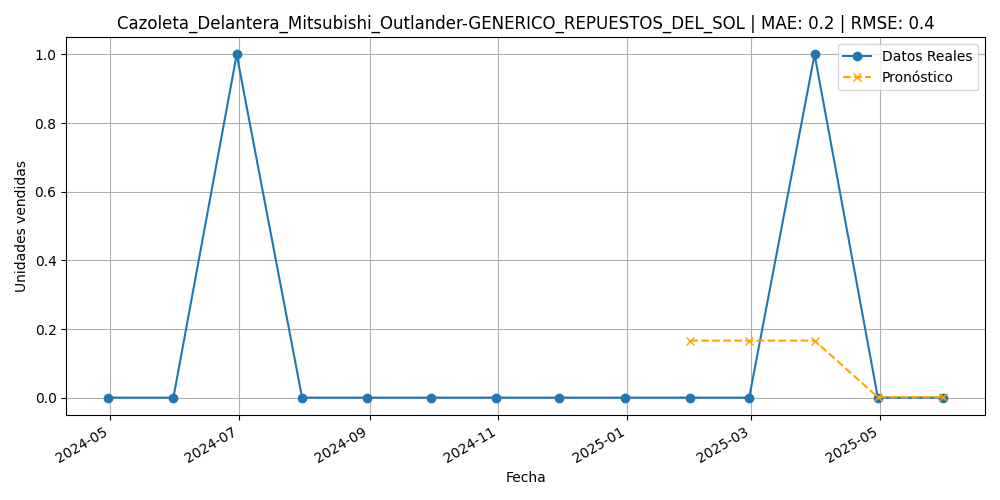 Cazoleta_Delantera_Mitsubishi_Outlander-GENERICO_REPUESTOS_DEL_SOL | MAE: 0.2 | RMSE: 0.4
Datos Reales
Pronóstico
Unidades vendidas
1.0
0.8
0.6
0.4
0.2
0.0
2024-05
2024-07
2024-09
2024-11
2025-01
2025-03
2025-05
Fecha